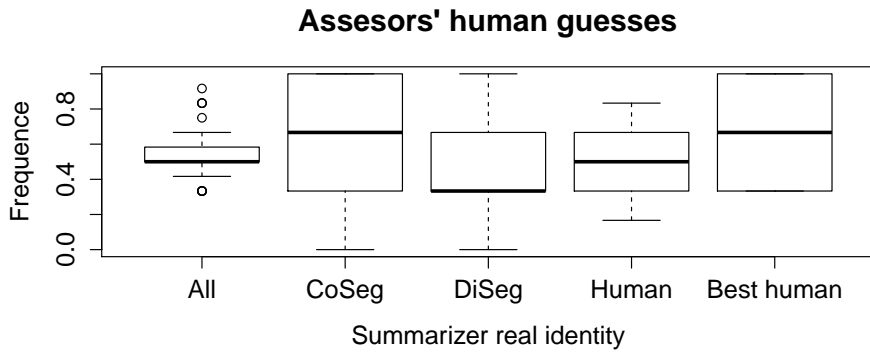 Assesors' human guesses
Frequence
0.8
0.4
0.0
All CoSeg DiSeg Human Best human
Summarizer real identity